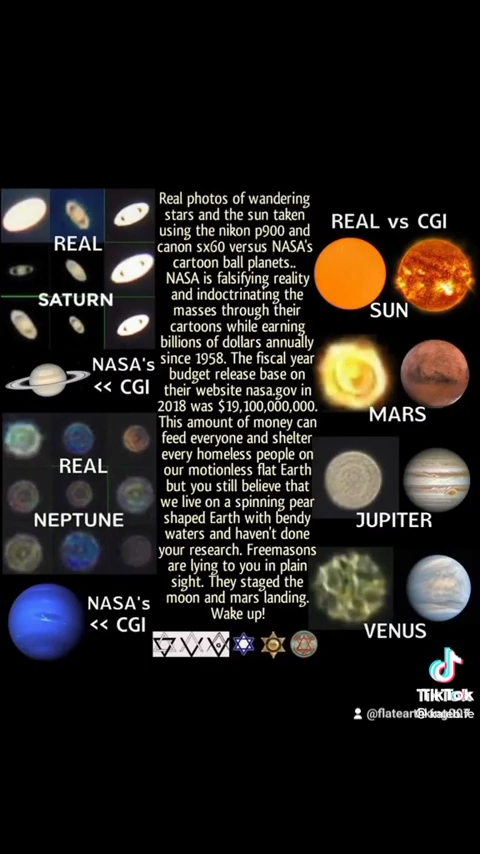 REAL
SATURN
NASA's
<< CGI
REAL
NEPTUNE
NASA's
<< CGI
Real photos of wandering
stars and the sun taken
using the nikon p900 and
canon sx60 versus NASA's
cartoon ball planets..
NASA is falsifying reality
and indoctrinating the
masses through their
cartoons while earning
billions of dollars annually
since 1958. The fiscal year
budget release base on
their website nasa.gov in
2018 was $19,100,000,000.
This amount of money can
feed everyone and shelter
every homeless people on
our motionless flat Earth
but you still believe that
we live on a spinning pear
shaped Earth with bendy
waters and haven't done
your research. Freemasons
are lying to you in plain
sight. They staged the
moon and mars landing.
Wake up!
REAL vs CGI
SUN
MARS
JUPITER
VENUS
TikTok